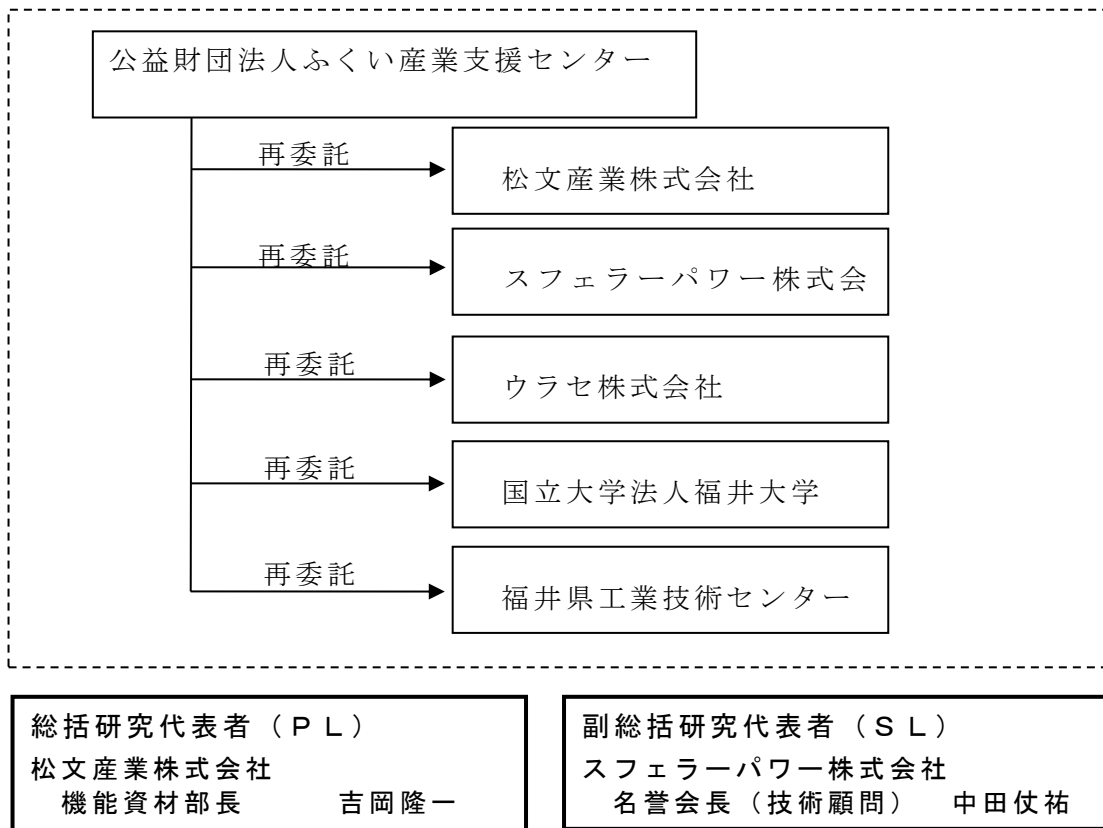 公益財団法人ふくい産業支援センター
再委託
松文産業株式会社
再委託
スフェラーパワー株式会
再委託
ウラセ株式会社
再委託
国立大学法人福井大学
再委託
福井県工業技術センター
総括研究代表者（ＰＬ）
松文産業株式会社
機能資材部長　　　吉岡隆一
副総括研究代表者（ＳＬ）
スフェラーパワー株式会社
名誉会長（技術顧問）　中田仗祐